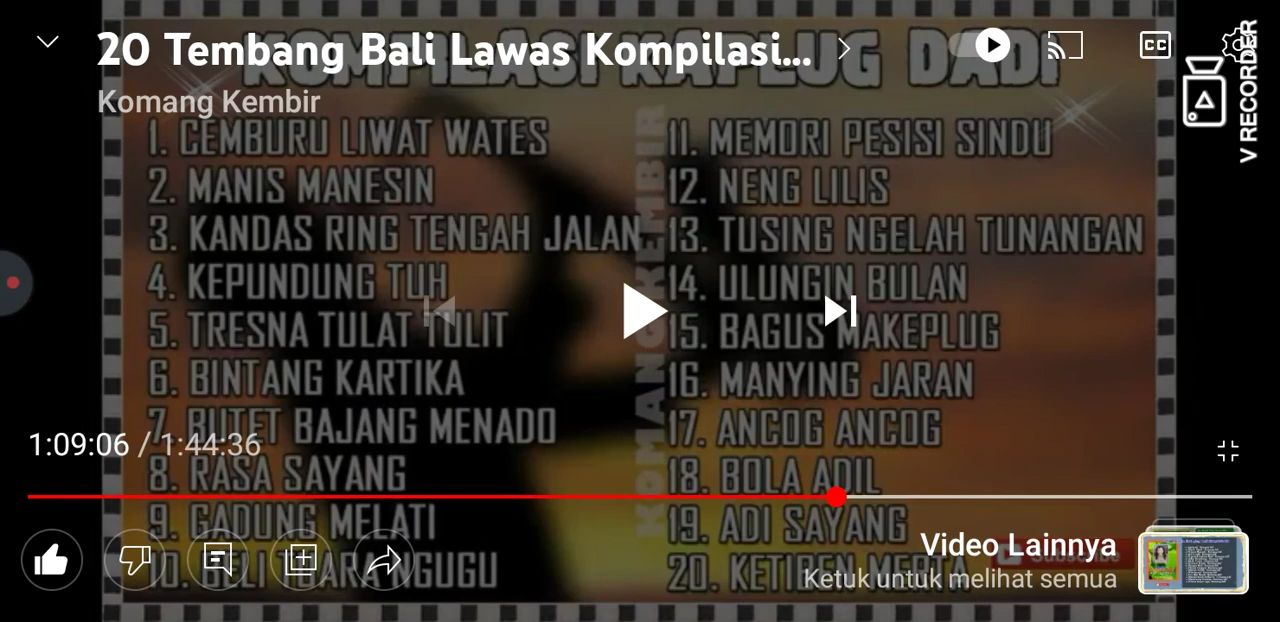 20 Tembang Bali Lawas Kompilasi...
KOMPILASI KAPLUG DADI
Komang Kembir
CC
V RECORDER
1. CEMBURU LIWAT WATES
2. MANIS MANESIN
3. KANDAS RING TENGAH JALAN
4. KEPUNDUNG TUH
5. TRESNA TULAT TULIT
6. BINTANG KARTIKA
7. BUTET BAJANG MENADO
8. RASA SAYANG
9. GADUNG MELATI
KOMANG KEMBIR
11. MEMORI PESISI SINDU
12. NENG LILIS
13. TUSING NGELAH TUNANGAN
14. ULUNGIN BULAN
15. BAGUS MAKEPLUG
16. MANYING JARAN
17. ANCOG ANCOG
18. BOLA ADIL
19. ADI SAYANG
20. MERTA
1:09:06 / 1:44:36
Video Lainnya
Ketuk untuk melihat semua